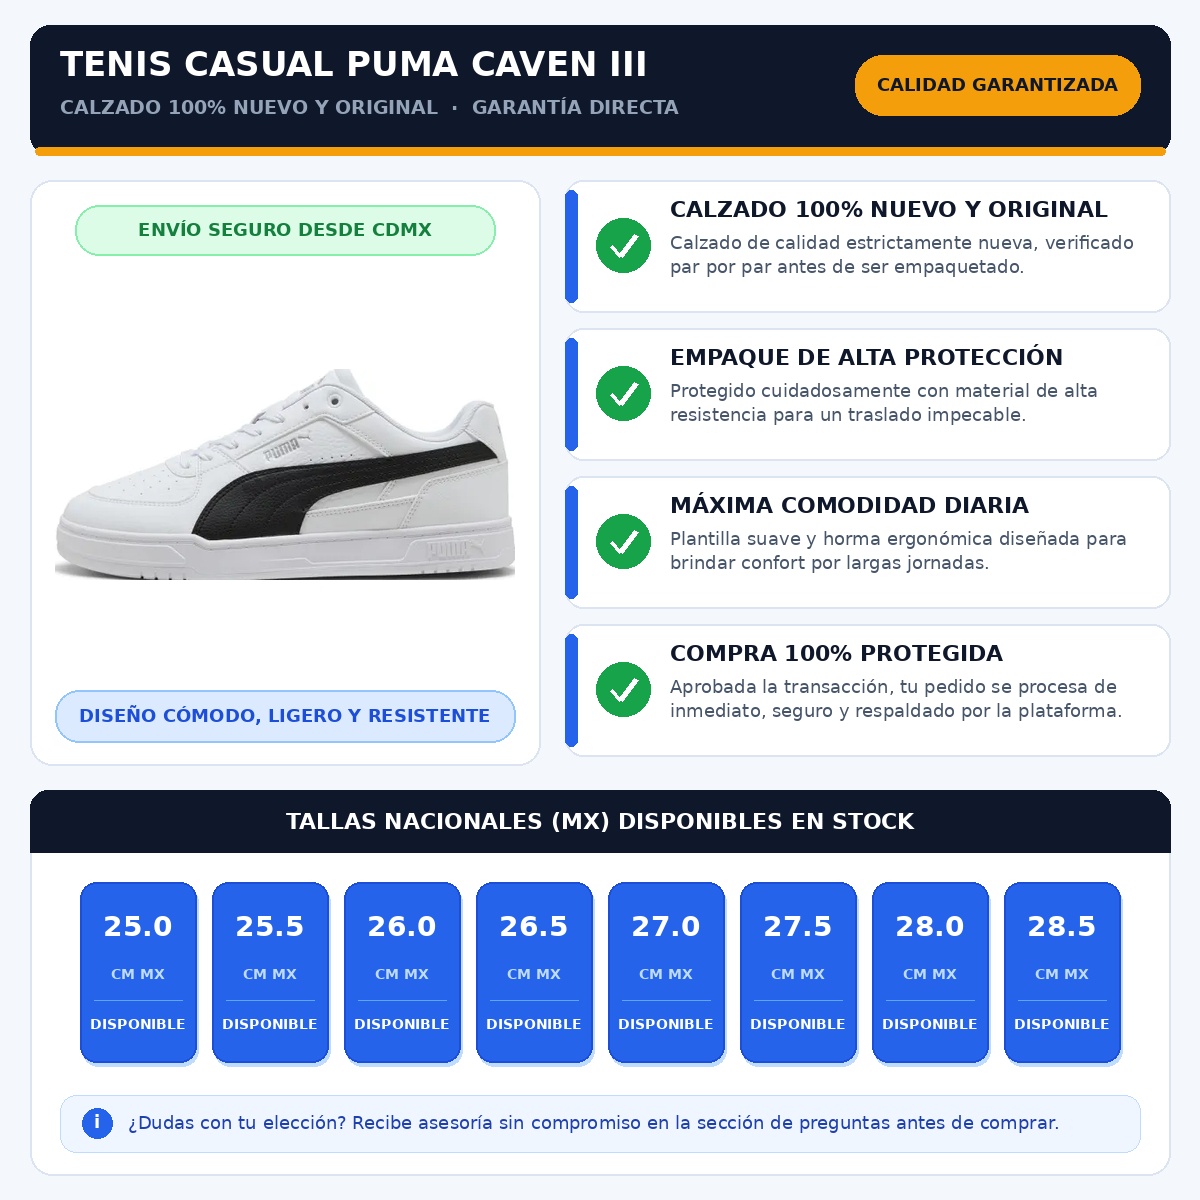 TENIS CASUAL PUMA CAVEN III
CALZADO 100% NUEVO Y ORIGINAL · GARANTÍA DIRECTA
CALIDAD GARANTIZADA
ENVÍO SEGURO DESDE CDMX
PUMA
PUMA
DISEÑO CÓMODO, LIGERO Y RESISTENTE
CALZADO 100% NUEVO Y ORIGINAL
Calzado de calidad estrictamente nueva, verificado
par por par antes de ser empaquetado.
EMPAQUE DE ALTA PROTECCIÓN
Protegido cuidadosamente con material de alta
resistencia para un traslado impecable.
MÁXIMA COMODIDAD DIARIA
Plantilla suave y horma ergonómica diseñada para
brindar confort por largas jornadas.
COMPRA 100% PROTEGIDA
Aprobada la transacción, tu pedido se procesa de
inmediato, seguro y respaldado por la plataforma.
TALLAS NACIONALES (MX) DISPONIBLES EN STOCK
25.0 25.5 26.0 26.5 27.0 27.5 28.0 28.5
CM MX CM MX CM MX CM MX CM MX CM MX CM MX CM MX
DISPONIBLE DISPONIBLE DISPONIBLE DISPONIBLE DISPONIBLE DISPONIBLE DISPONIBLE DISPONIBLE
i ¿Dudas con tu elección? Recibe asesoría sin compromiso en la sección de preguntas antes de comprar.